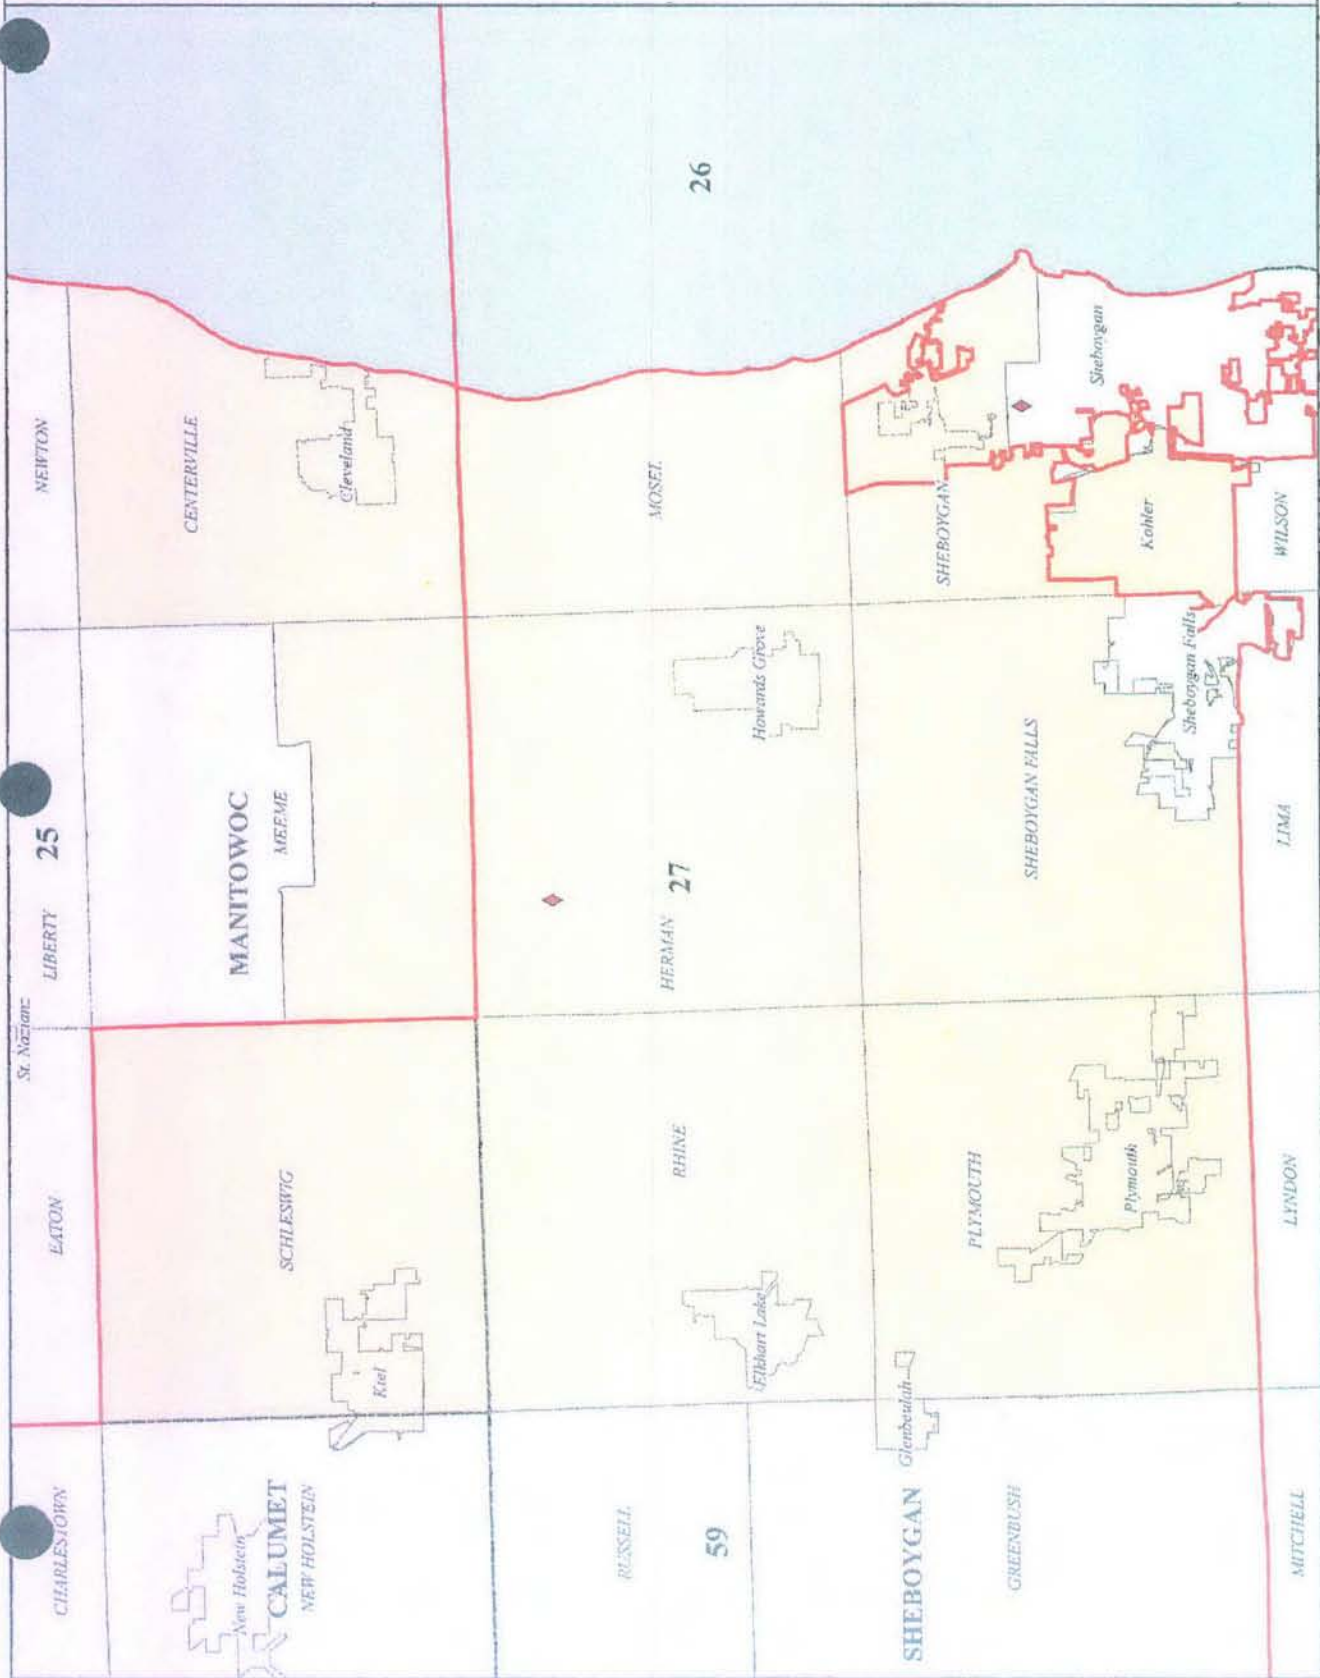 CHARLESTOWN
EATON
St. Nazianz
LIBERTY
25
NEWTON
New Holstein
CALUMET
NEW HOLSTEIN
Kiel
SCHLESWIG
MANITOWOC
MEEME
CENTERVILLE
Cleveland
RUSSELL
59
Elkhart Lake
RHINE
HERMAN
27
Howards Grove
MOSEL
26
SHEBOYGAN
GREENBUSH
Glenbeulah
PLYMOUTH
Plymouth
SHEBOYGAN FALLS
Sheboygan Falls
SHEBOYGAN
Kohler
Sheboygan
MITCHELL
LYNDON
LIMA
WILSON